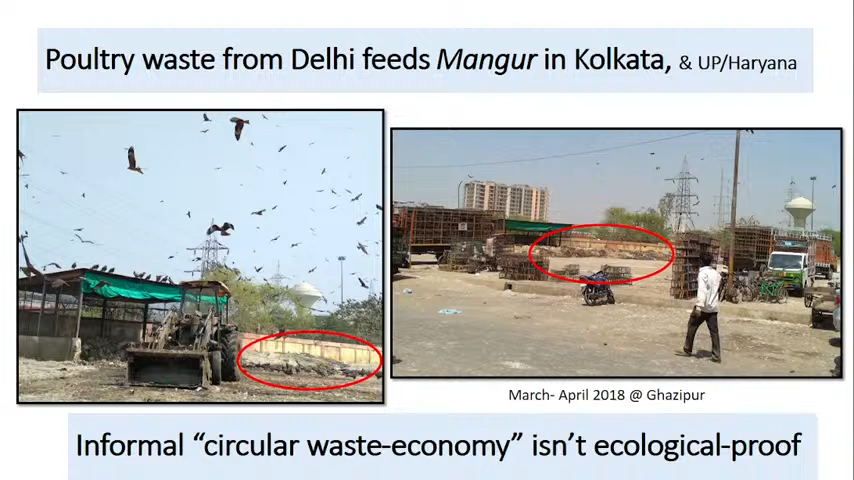 Poultry waste from Delhi feeds Mangur in Kolkata, & UP/Haryana
March- April 2018 @ Ghazipur
Informal “circular waste-economy” isn’t ecological-proof